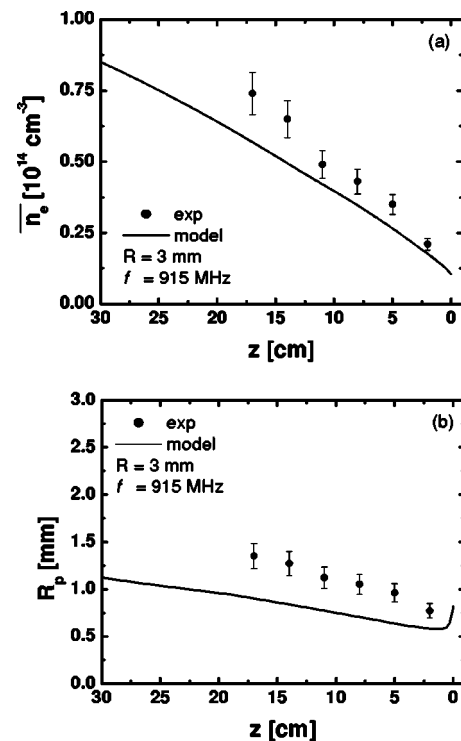 1.00
(a)
0.75
0.50
0.25
0.00
n̅e̅ [10¹⁴ cm⁻³]
exp
model
R = 3 mm
f = 915 MHz
30 25 20 15 10 5 0
z [cm]
3.0
(b)
2.5
2.0
1.5
1.0
0.5
0.0
Rₚ [mm]
exp
model
R = 3 mm
f = 915 MHz
30 25 20 15 10 5 0
z [cm]